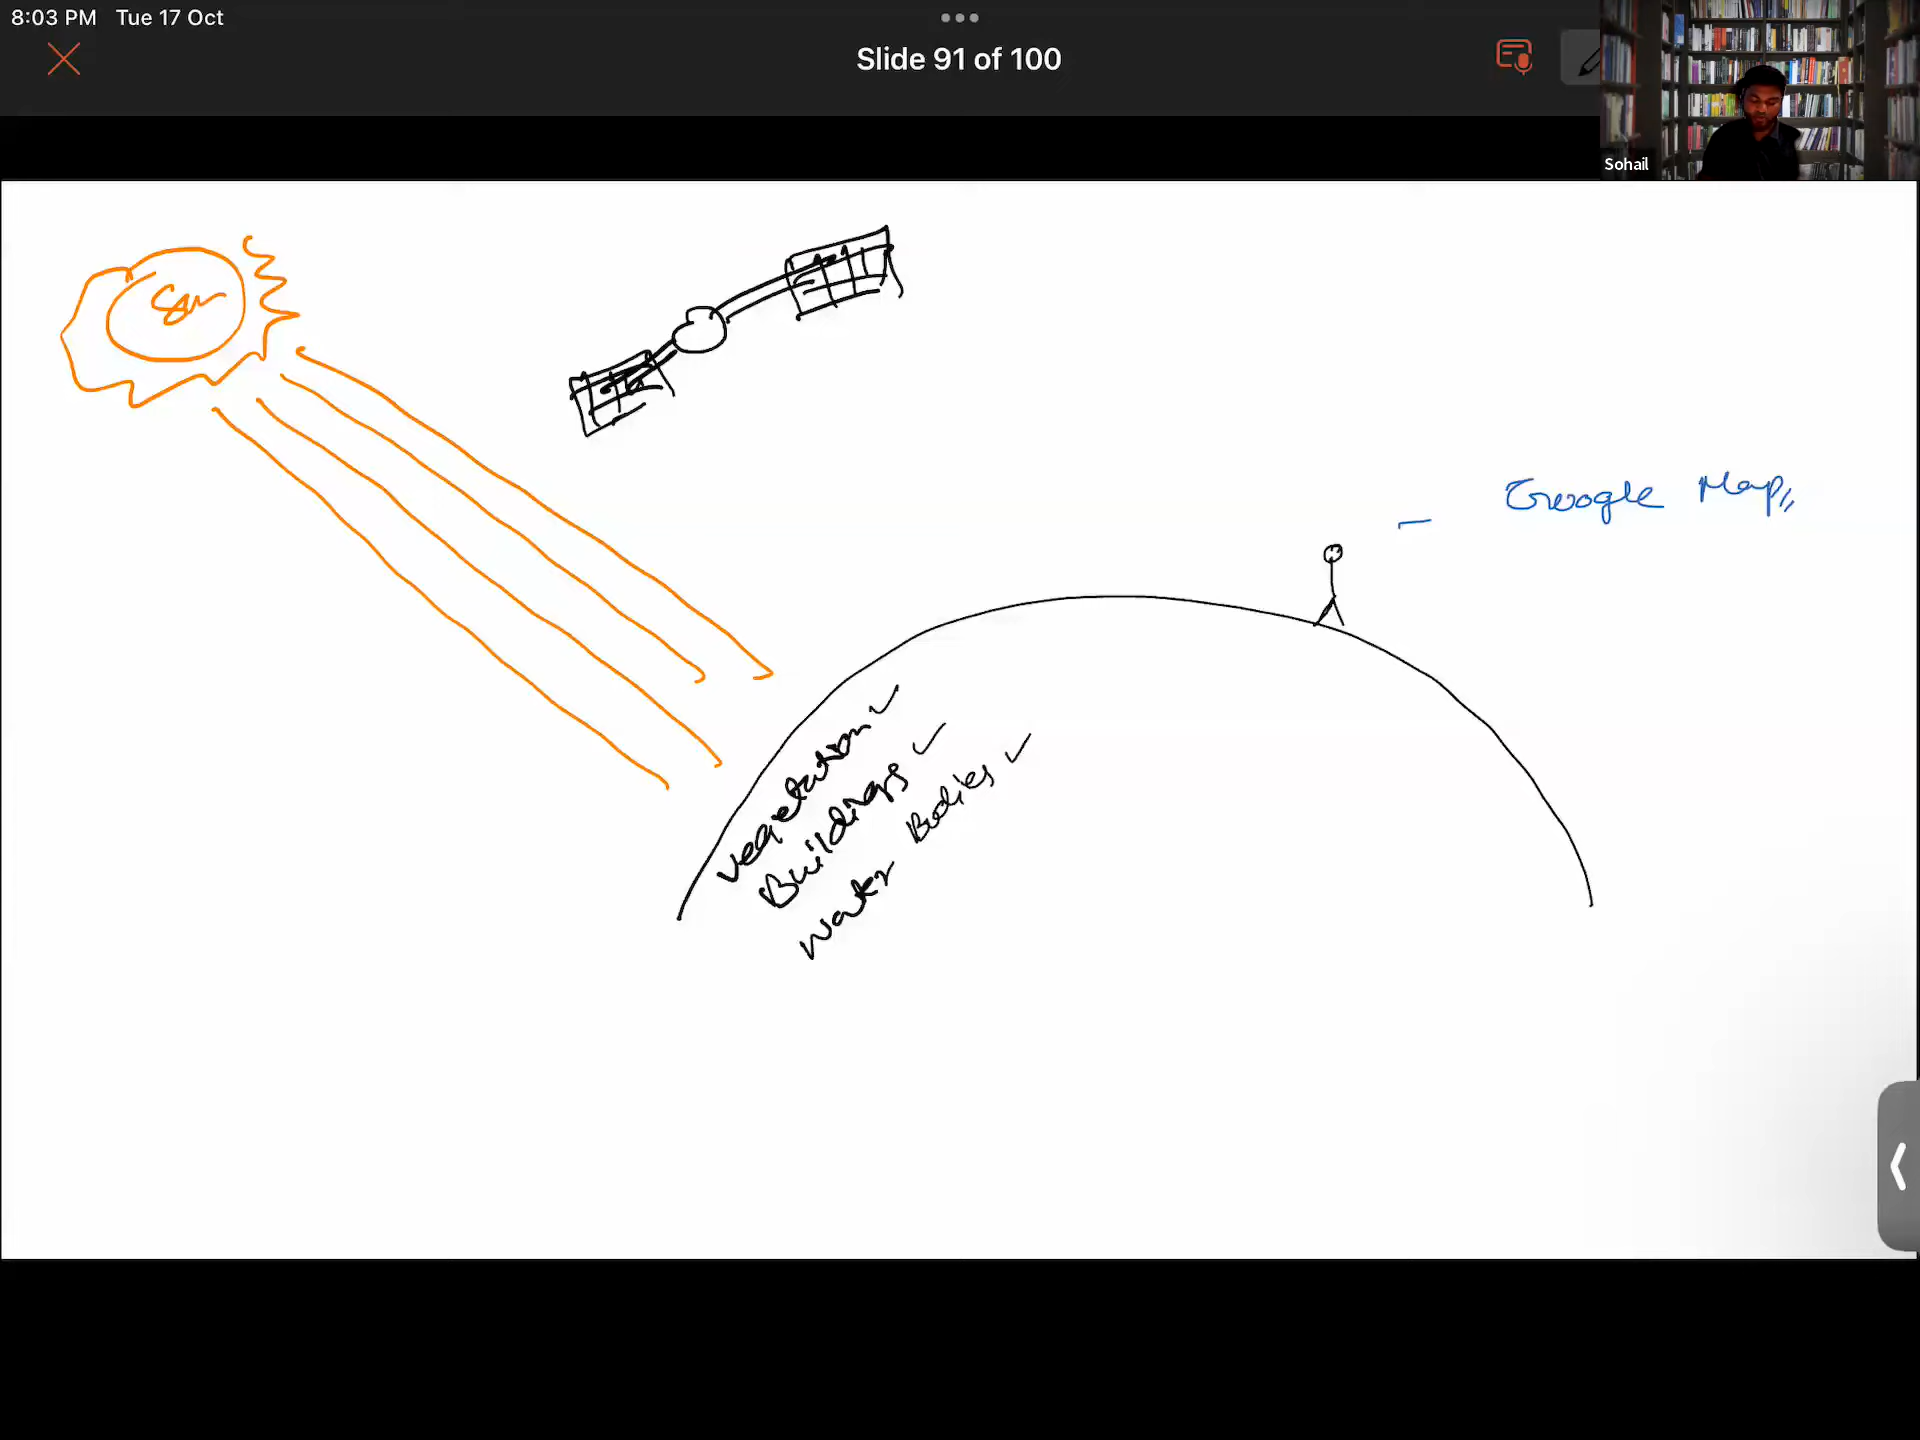 8:03 PM Tue 17 Oct
Slide 91 of 100
Sohail
Sun
Google Maps
Vegetation
Buildings
Water Bodies